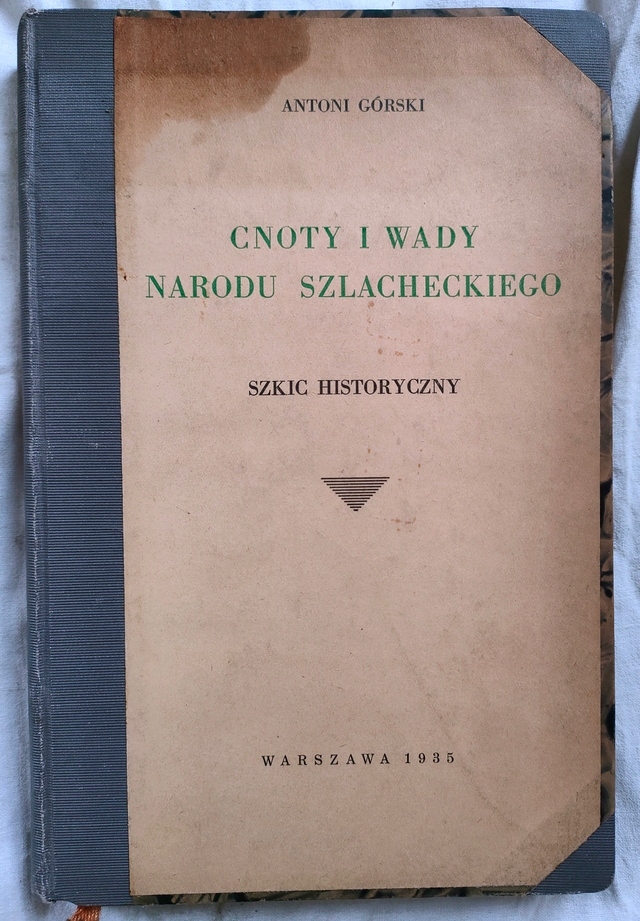 ANTONI GÓRSKI
CNOTY I WADY
NARODU SZLACHECKIEGO
SZKIC HISTORYCZNY
WARSZAWA 1935